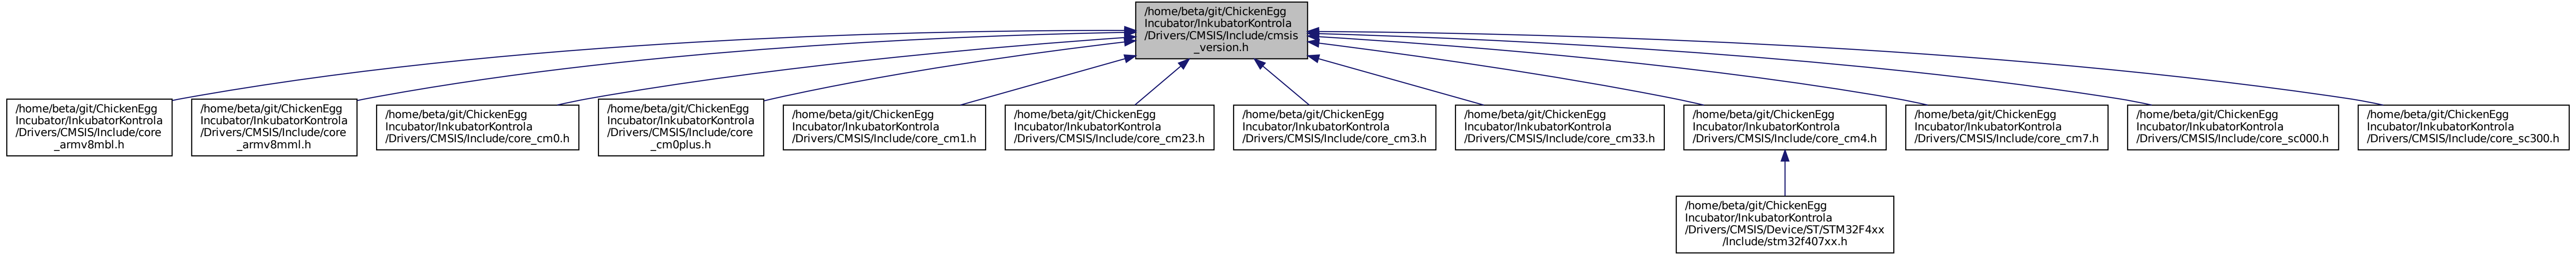 /home/beta/git/ChickenEgg
Incubator/InkubatorKontrola
/Drivers/CMSIS/Include/cmsis
_version.h
/home/beta/git/ChickenEgg
Incubator/InkubatorKontrola
/Drivers/CMSIS/Include/core
_armv8mbl.h
/home/beta/git/ChickenEgg
Incubator/InkubatorKontrola
/Drivers/CMSIS/Include/core
_armv8mml.h
/home/beta/git/ChickenEgg
Incubator/InkubatorKontrola
/Drivers/CMSIS/Include/core_cm0.h
/home/beta/git/ChickenEgg
Incubator/InkubatorKontrola
/Drivers/CMSIS/Include/core
_cm0plus.h
/home/beta/git/ChickenEgg
Incubator/InkubatorKontrola
/Drivers/CMSIS/Include/core_cm1.h
/home/beta/git/ChickenEgg
Incubator/InkubatorKontrola
/Drivers/CMSIS/Include/core_cm23.h
/home/beta/git/ChickenEgg
Incubator/InkubatorKontrola
/Drivers/CMSIS/Include/core_cm3.h
/home/beta/git/ChickenEgg
Incubator/InkubatorKontrola
/Drivers/CMSIS/Include/core_cm33.h
/home/beta/git/ChickenEgg
Incubator/InkubatorKontrola
/Drivers/CMSIS/Include/core_cm4.h
/home/beta/git/ChickenEgg
Incubator/InkubatorKontrola
/Drivers/CMSIS/Include/core_cm7.h
/home/beta/git/ChickenEgg
Incubator/InkubatorKontrola
/Drivers/CMSIS/Include/core_sc000.h
/home/beta/git/ChickenEgg
Incubator/InkubatorKontrola
/Drivers/CMSIS/Include/core_sc300.h
/home/beta/git/ChickenEgg
Incubator/InkubatorKontrola
/Drivers/CMSIS/Device/ST/STM32F4xx
/Include/stm32f407xx.h